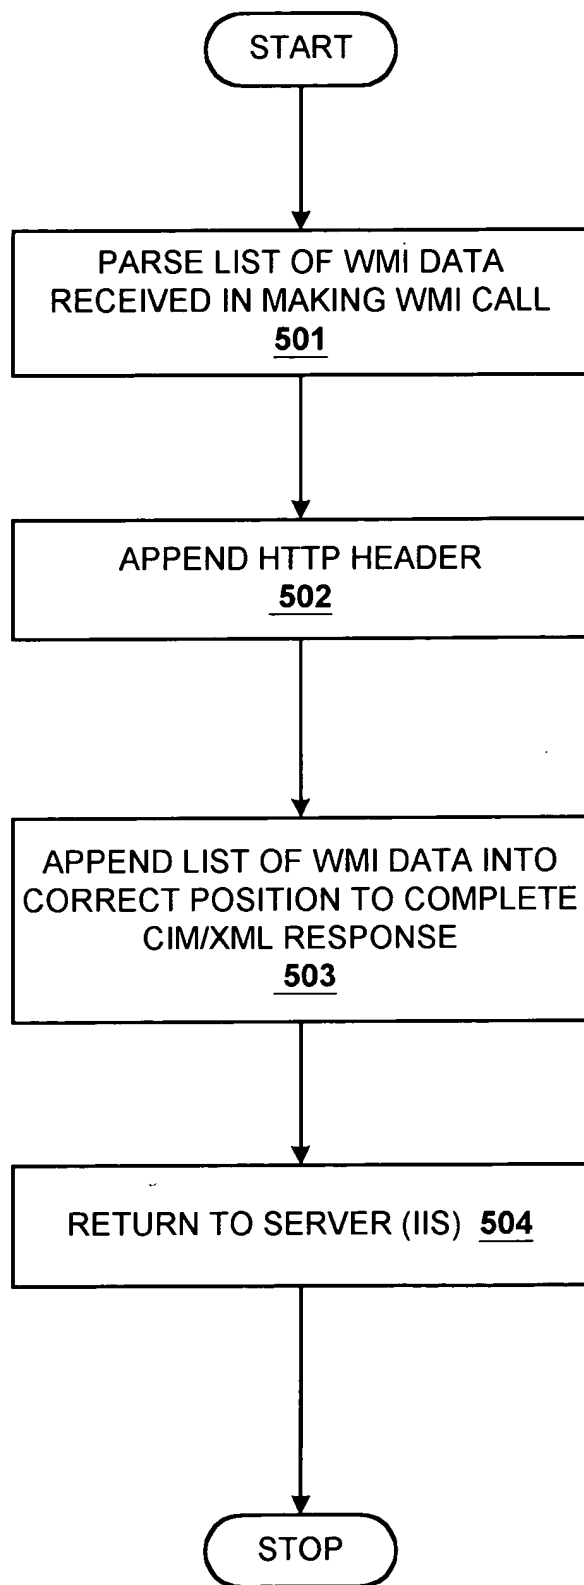 START
PARSE LIST OF WMI DATA
RECEIVED IN MAKING WMI CALL
501
APPEND HTTP HEADER
502
APPEND LIST OF WMI DATA INTO
CORRECT POSITION TO COMPLETE
CIM/XML RESPONSE
503
RETURN TO SERVER (IIS) 504
STOP